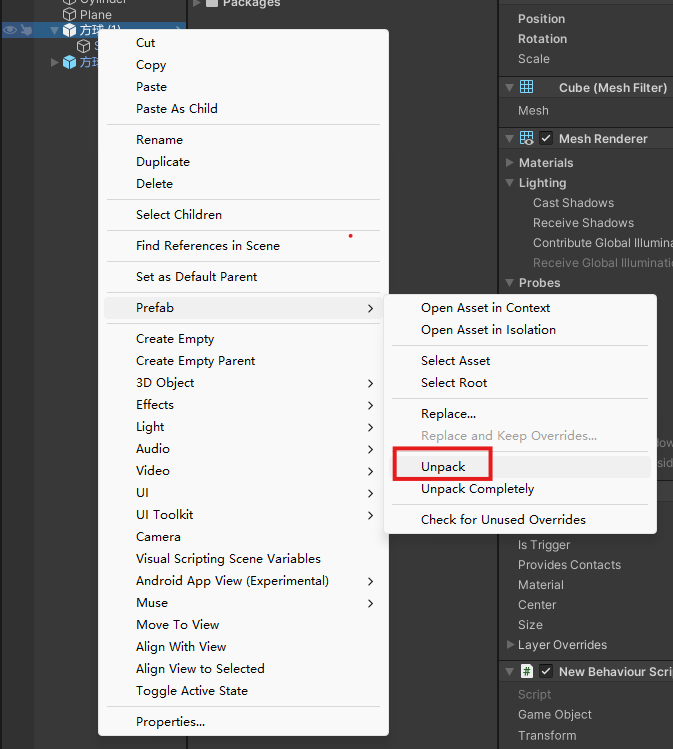 Cylinder
Packages
Plane
方球 (1)
S
方球
Cut
Copy
Paste
Paste As Child
Rename
Duplicate
Delete
Select Children
Find References in Scene
Set as Default Parent
Prefab
Create Empty
Create Empty Parent
3D Object
Effects
Light
Audio
Video
UI
UI Toolkit
Camera
Visual Scripting Scene Variables
Android App View (Experimental)
Muse
Move To View
Align With View
Align View to Selected
Toggle Active State
Properties...
Open Asset in Context
Open Asset in Isolation
Select Asset
Select Root
Replace...
Replace and Keep Overrides...
Unpack
Unpack Completely
Check for Unused Overrides
Position
Rotation
Scale
Cube (Mesh Filter)
Mesh
Mesh Renderer
Materials
Lighting
Cast Shadows
Receive Shadows
Contribute Global Illumina
Receive Global Illuminatio
Probes
Is Trigger
Provides Contacts
Material
Center
Size
Layer Overrides
# New Behaviour Scri
Script
Game Object
Transform